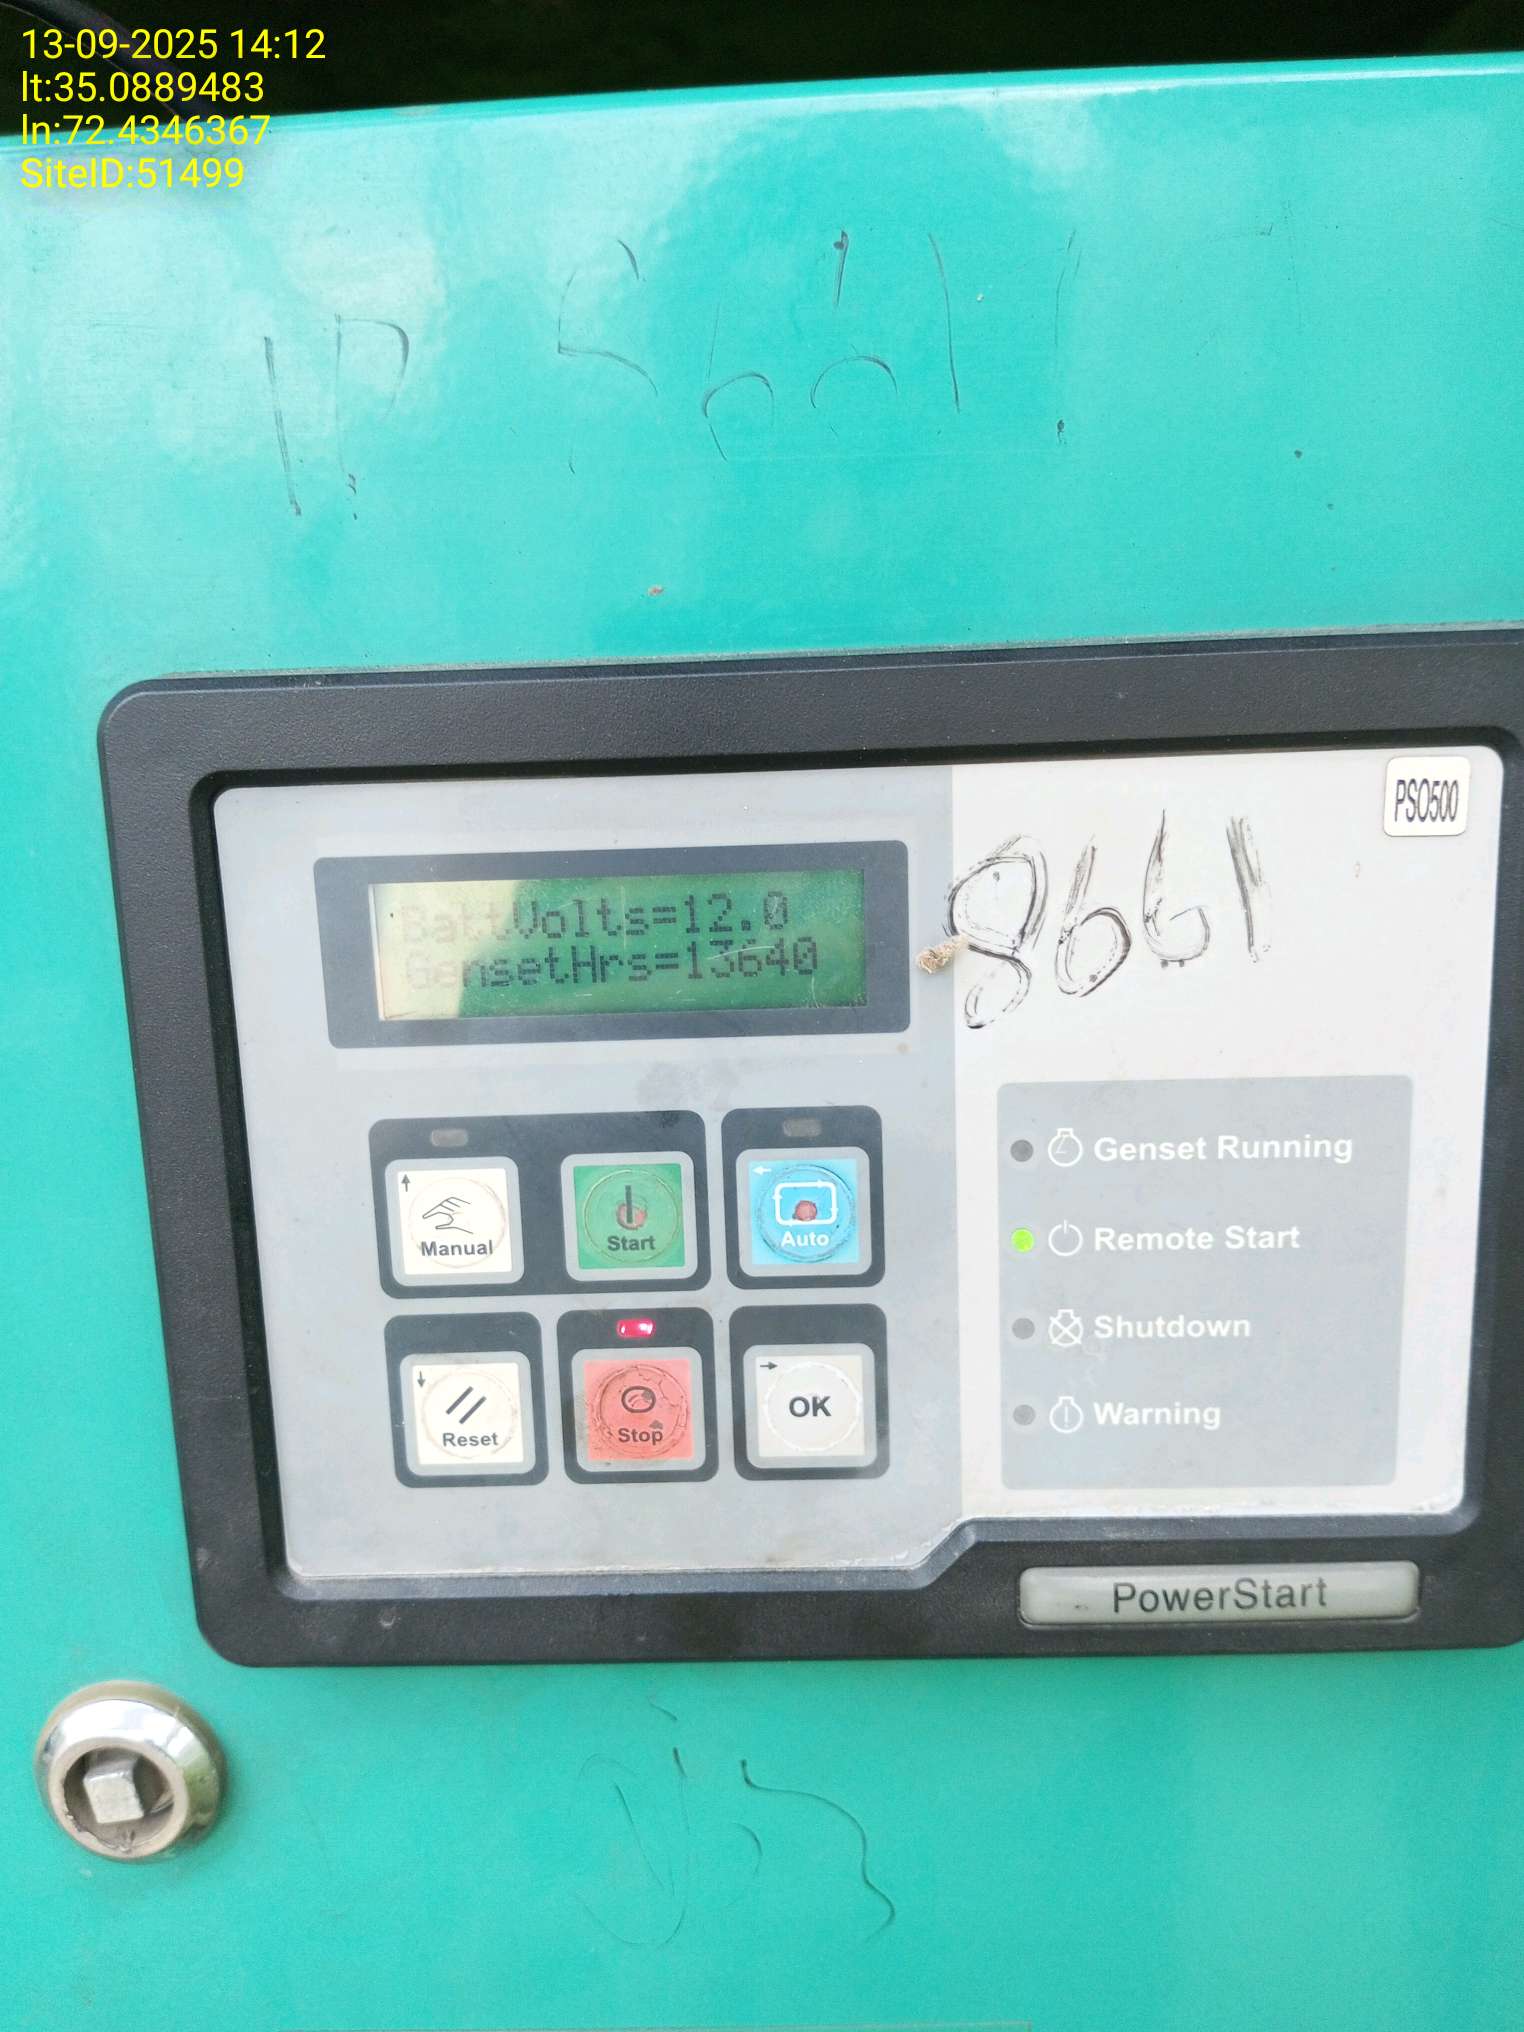 13-09-2025 14:12
lt:35.0889483
ln:72.4346367
SiteID:51499
PS0500
8661
BattVolts=12.0
GensetHrs=13640
Genset Running
Manual
Start
Auto
Remote Start
Shutdown
Reset
Stop
OK
Warning
PowerStart